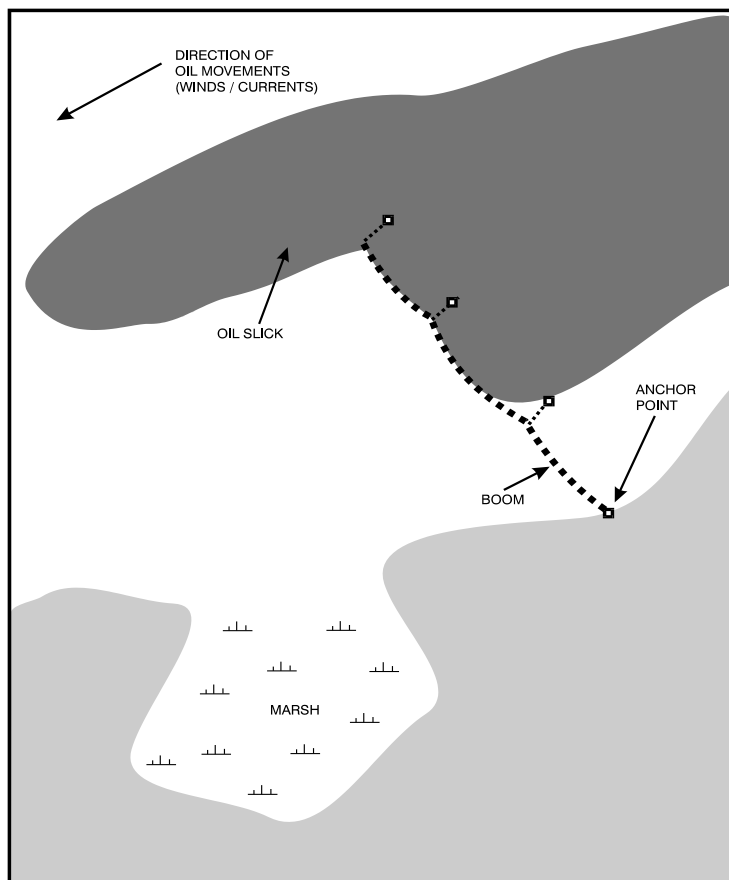 DIRECTION OF
OIL MOVEMENTS
(WINDS / CURRENTS)
OIL SLICK
ANCHOR
POINT
BOOM
MARSH